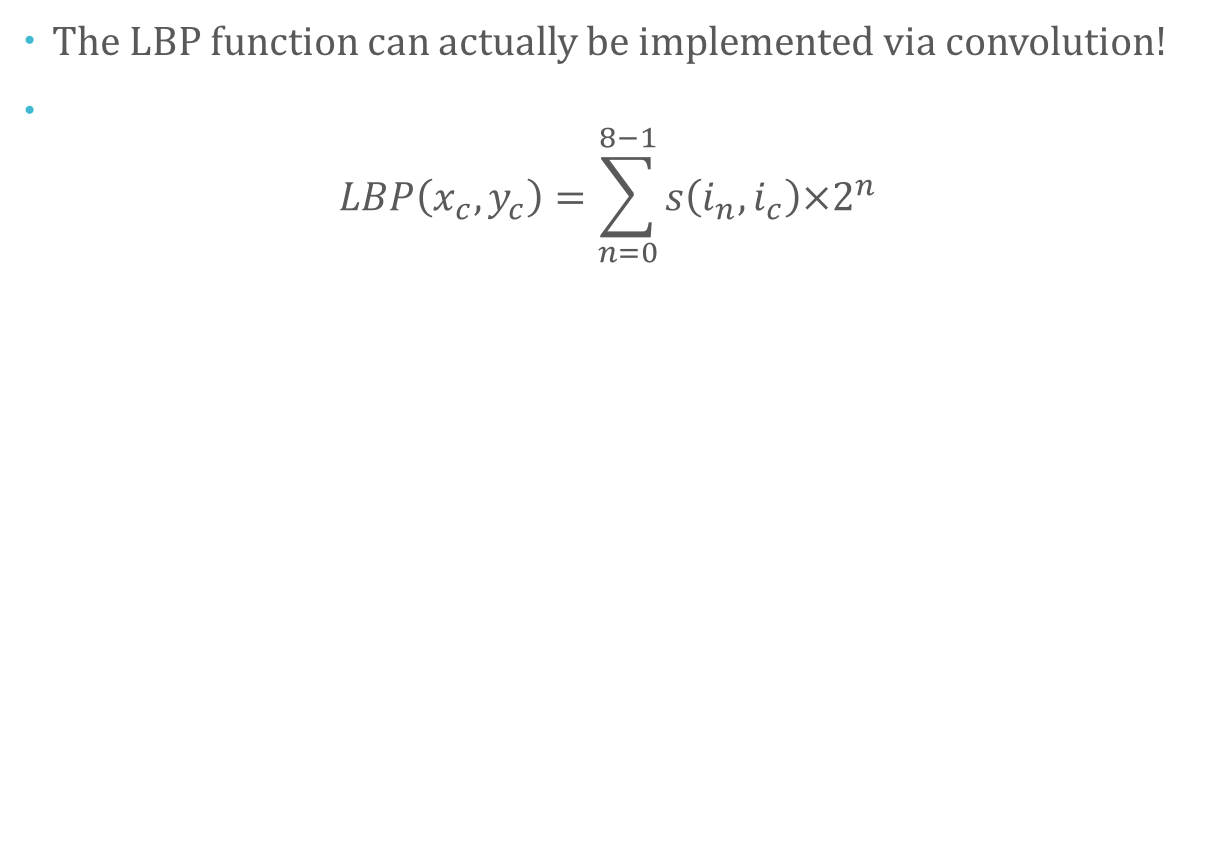 • The LBP function can actually be implemented via convolution!
•
8−1
LBP(x_c, y_c) = ∑ s(i_n, i_c)×2^n
n=0